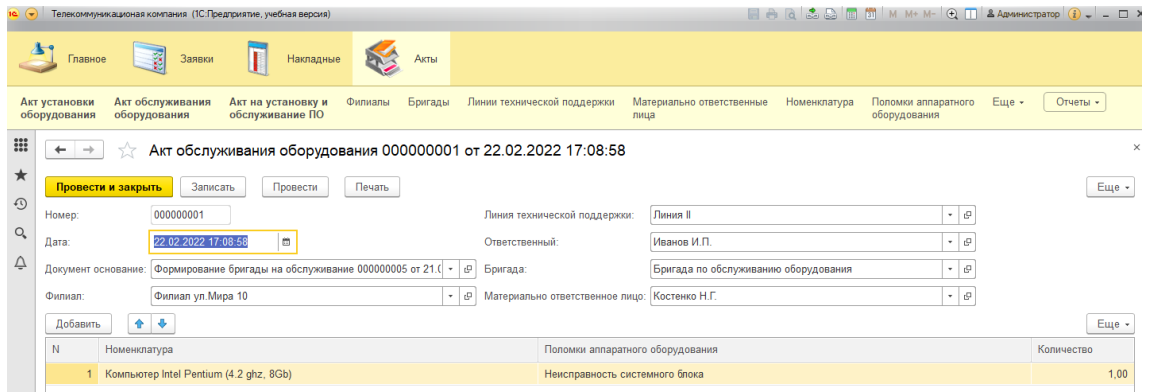 Телекоммуникационая компания (1С:Предприятие, учебная версия)
M M+ M- Администратор
Главное Заявки Накладные Акты
Акт установки оборудования Акт обслуживания оборудования Акт на установку и обслуживание ПО Филиалы Бригады Линии технической поддержки Материально ответственные лица Номенклатура Поломки аппаратного оборудования Еще Отчеты
Акт обслуживания оборудования 000000001 от 22.02.2022 17:08:58
Провести и закрыть Записать Провести Печать Еще
Номер: 000000001 Линия технической поддержки: Линия II
Дата: 22.02.2022 17:08:58 Ответственный: Иванов И.П.
Документ основание: Формирование бригады на обслуживание 000000005 от 21.0 Бригада: Бригада по обслуживанию оборудования
Филиал: Филиал ул.Мира 10 Материально ответственное лицо: Костенко Н.Г.
Добавить Еще
N Номенклатура Поломки аппаратного оборудования Количество
1 Компьютер Intel Pentium (4.2 ghz, 8Gb) Неисправность системного блока 1,00